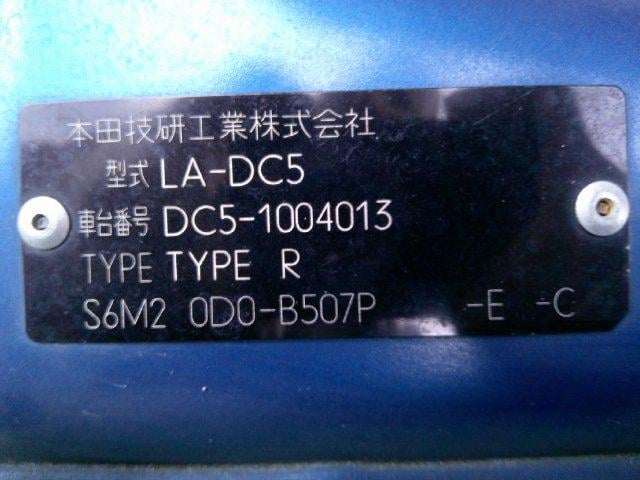 本田技研工業株式会社
型式 LA-DC5
車台番号 DC5-1004013
TYPE TYPE R
S6M2 0D0-B507P -E -C